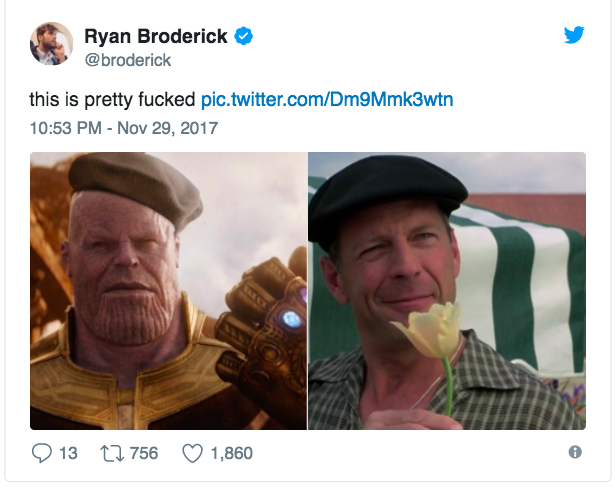 Ryan Broderick
@broderick
this is pretty fucked pic.twitter.com/Dm9Mmk3wtn
10:53 PM - Nov 29, 2017
13 756 1,860